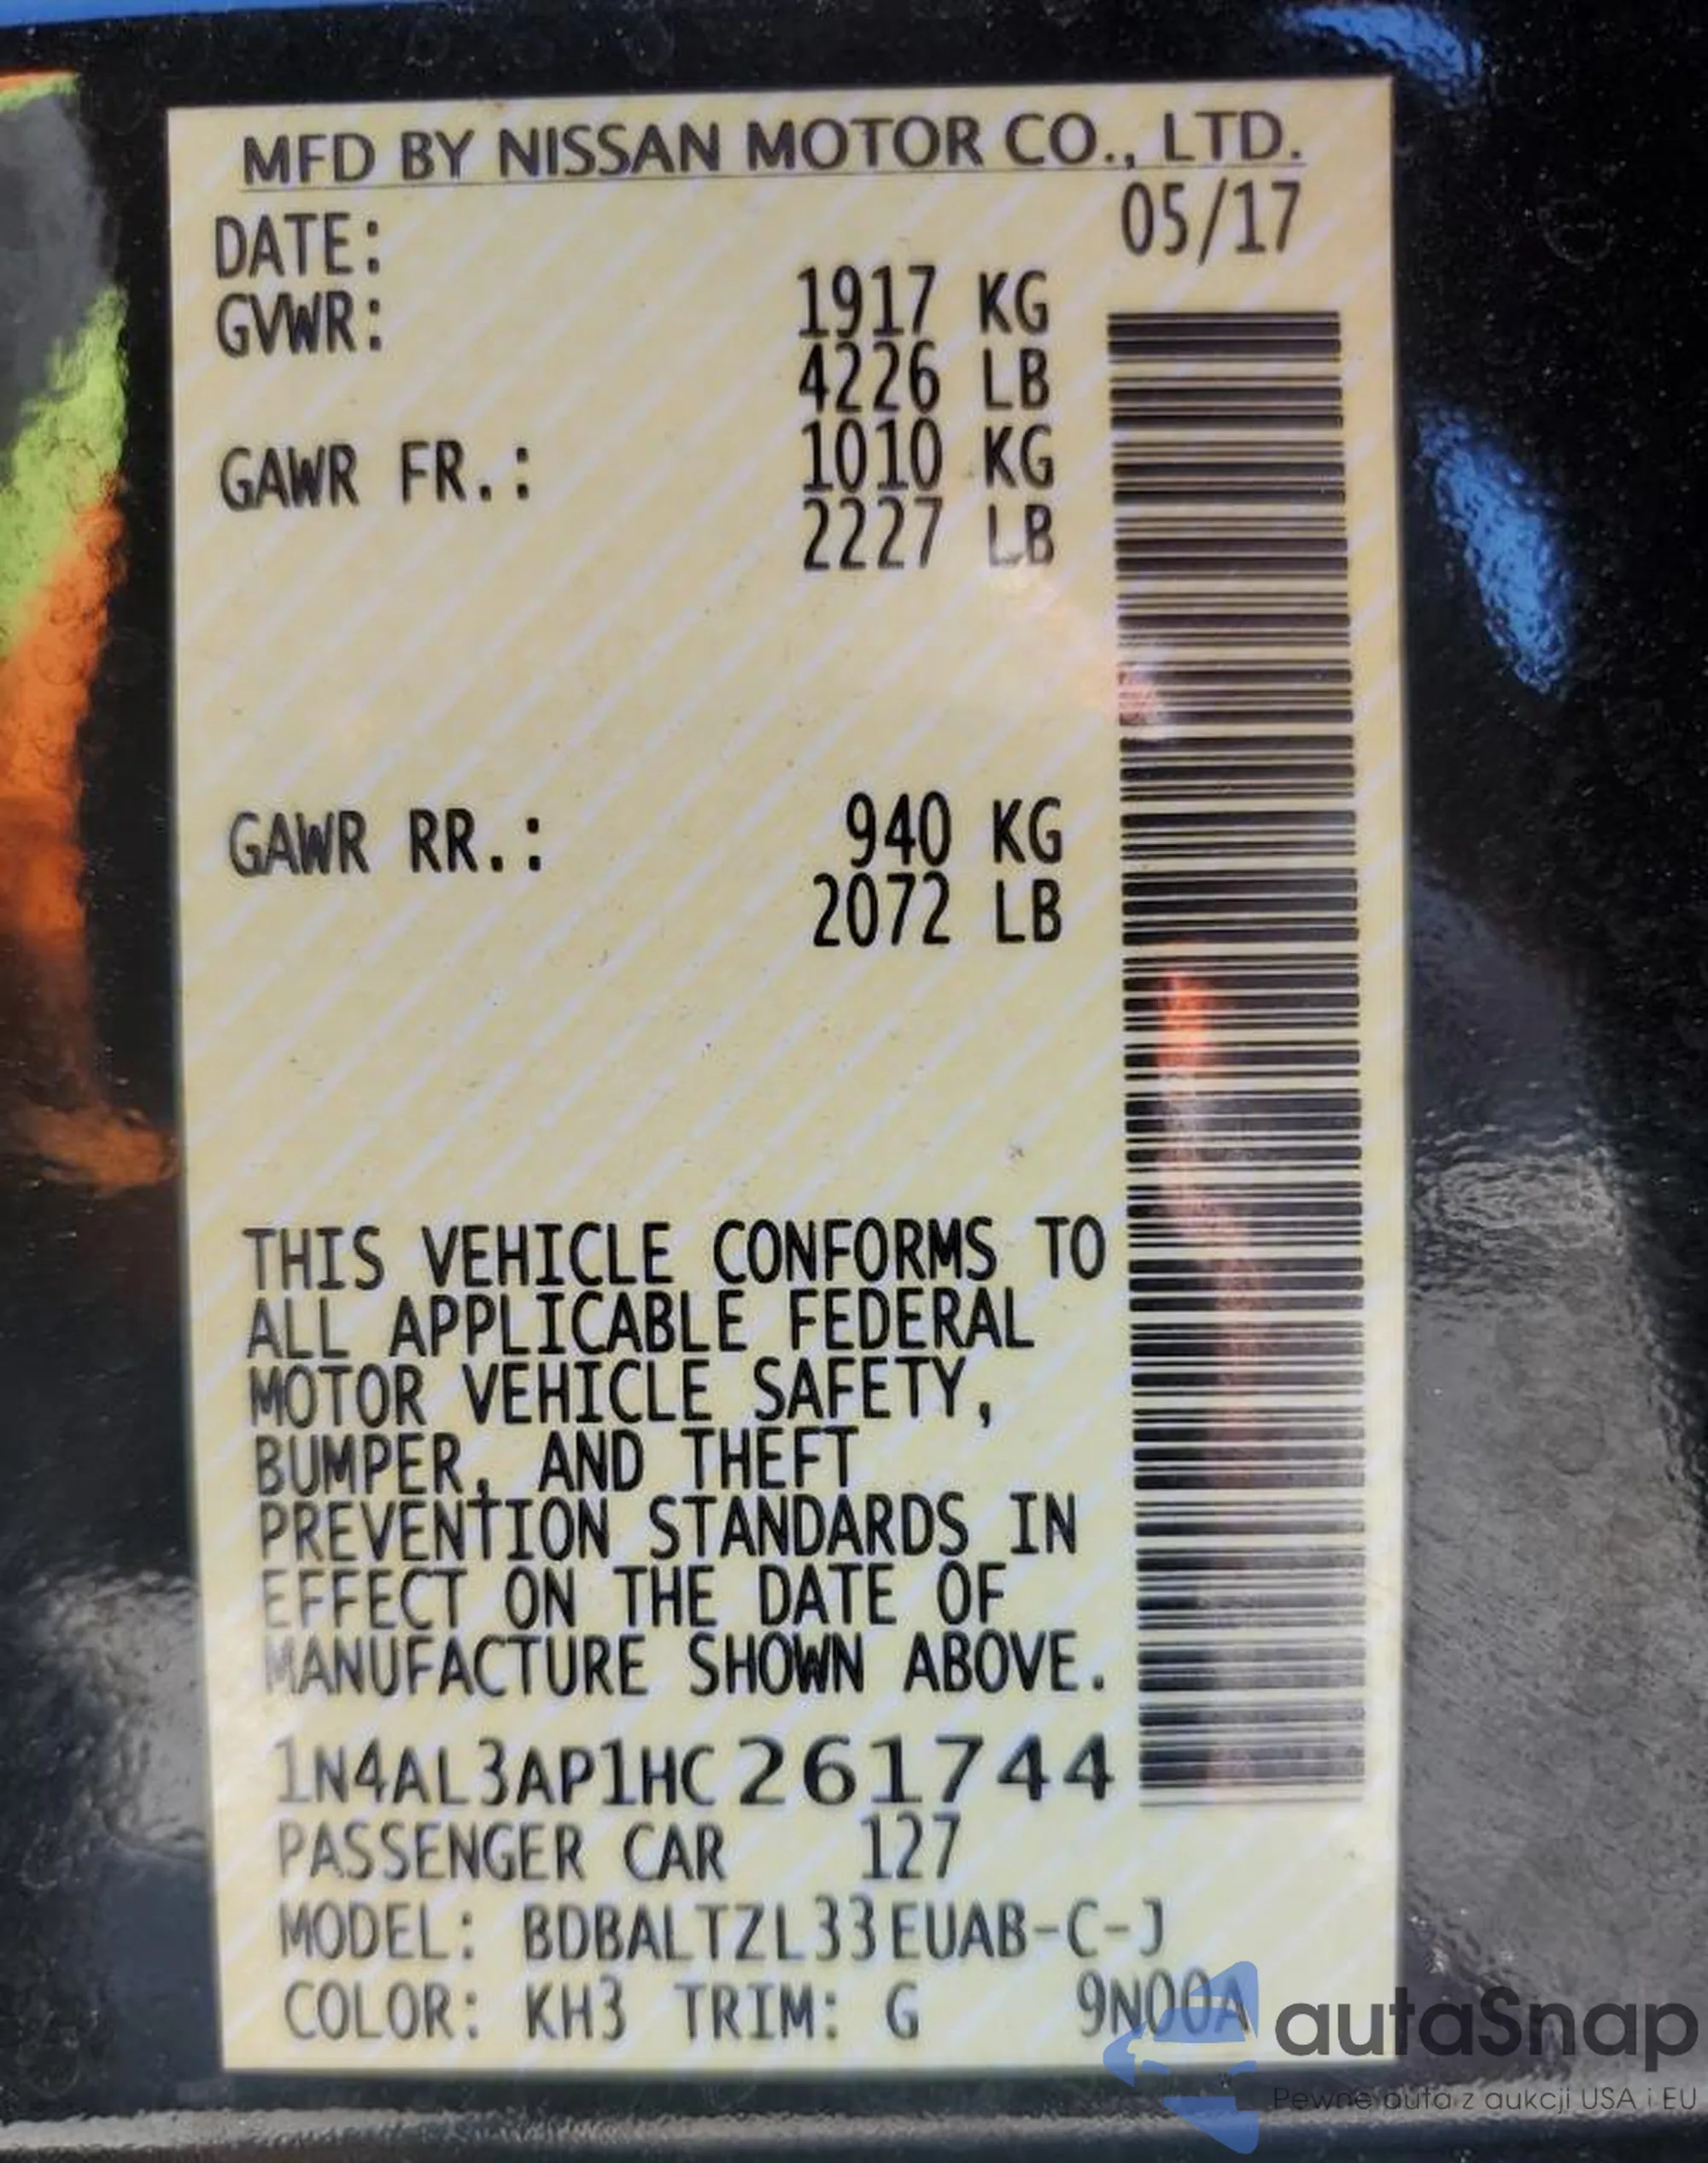 MFD BY NISSAN MOTOR CO., LTD.
DATE: 05/17
GVWR: 1917 KG
4226 LB
GAWR FR.: 1010 KG
2227 LB
GAWR RR.: 940 KG
2072 LB
THIS VEHICLE CONFORMS TO
ALL APPLICABLE FEDERAL
MOTOR VEHICLE SAFETY,
BUMPER, AND THEFT
PREVENTION STANDARDS IN
EFFECT ON THE DATE OF
MANUFACTURE SHOWN ABOVE.
1N4AL3AP1HC261744
PASSENGER CAR 127
MODEL: BDBALTZL33EUAB-C-J
COLOR: KH3 TRIM: G 9N00A
autaSnap
Pewne auta z aukcji USA i EU